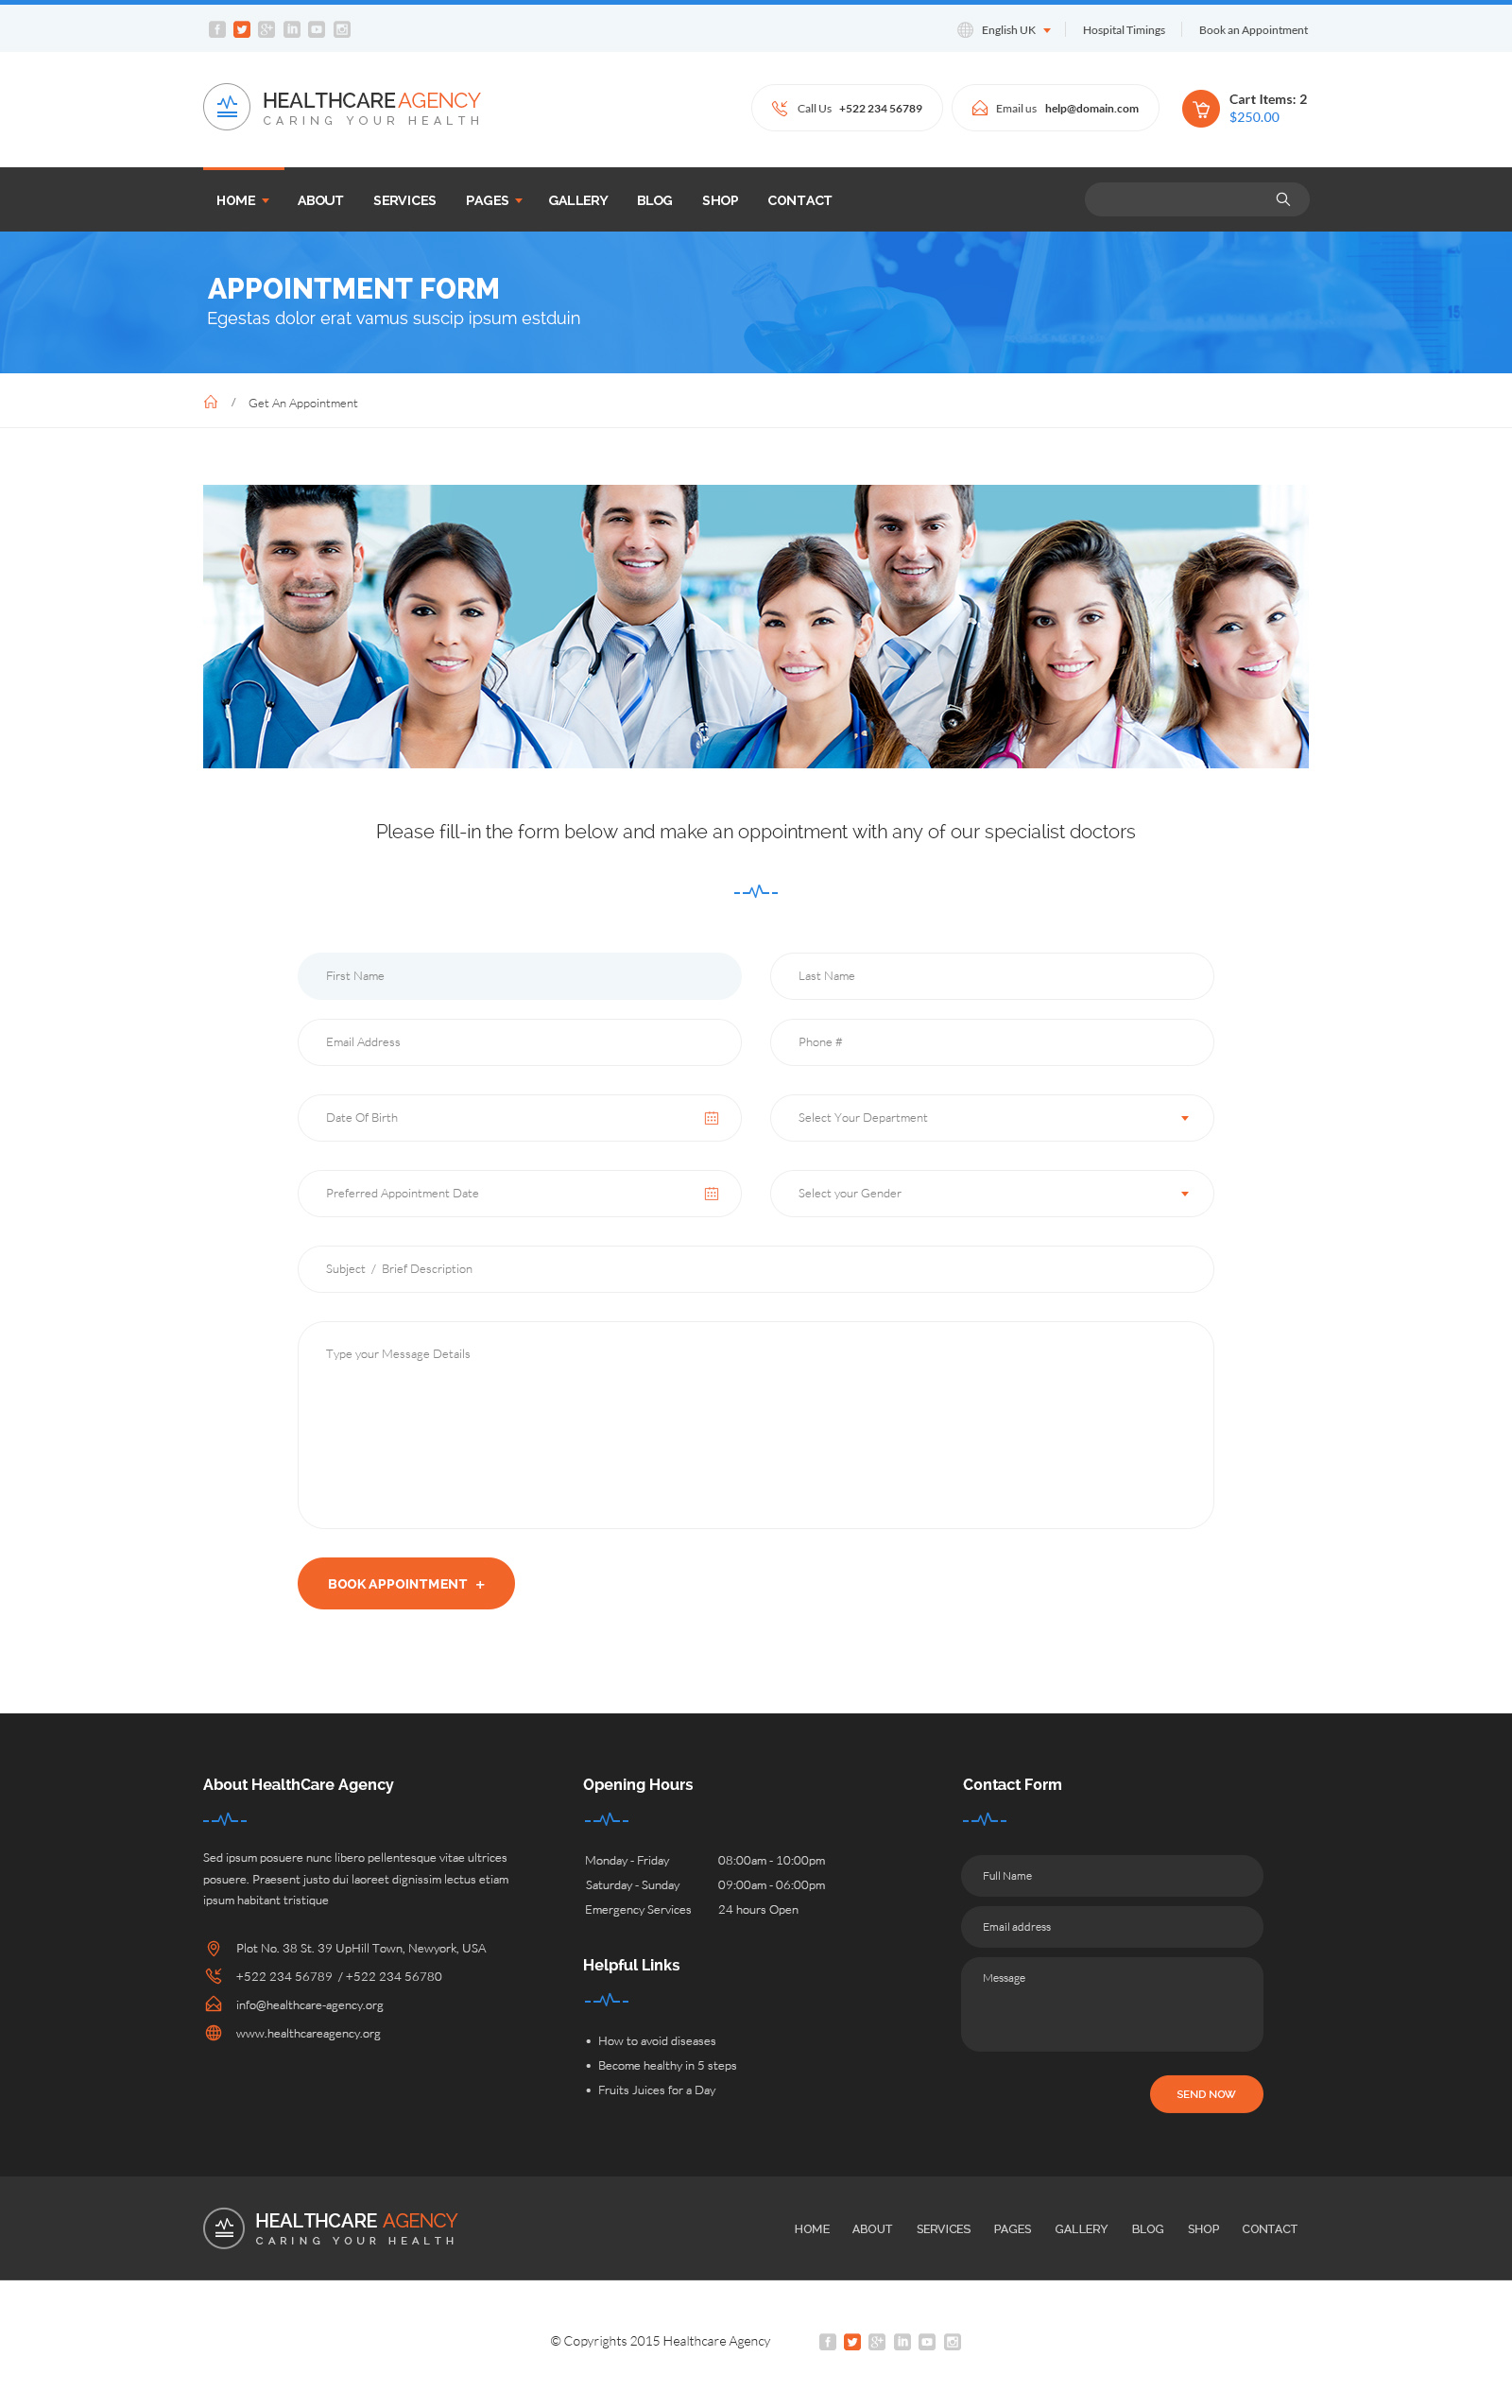 English UK
Hospital Timings
Book an Appointment
HEALTHCARE AGENCY
CARING YOUR HEALTH
Call Us +522 234 56789
Email us help@domain.com
Cart Items: 2
$250.00
HOME ABOUT SERVICES PAGES GALLERY BLOG SHOP CONTACT
APPOINTMENT FORM
Egestas dolor erat vamus suscip ipsum estduin
/ Get An Appointment
Please fill-in the form below and make an oppointment with any of our specialist doctors
First Name
Last Name
Email Address
Phone #
Date Of Birth
Select Your Department
Preferred Appointment Date
Select your Gender
Subject / Brief Description
Type your Message Details
BOOK APPOINTMENT +
About HealthCare Agency
Sed ipsum posuere nunc libero pellentesque vitae ultrices
posuere. Praesent justo dui laoreet dignissim lectus etiam
ipsum habitant tristique
Plot No. 38 St. 39 UpHill Town, Newyork, USA
+522 234 56789 / +522 234 56780
info@healthcare-agency.org
www.healthcareagency.org
Opening Hours
Monday - Friday 08:00am - 10:00pm
Saturday - Sunday 09:00am - 06:00pm
Emergency Services 24 hours Open
Helpful Links
• How to avoid diseases
• Become healthy in 5 steps
• Fruits Juices for a Day
Contact Form
Full Name
Email address
Message
SEND NOW
HEALTHCARE AGENCY
CARING YOUR HEALTH
HOME ABOUT SERVICES PAGES GALLERY BLOG SHOP CONTACT
© Copyrights 2015 Healthcare Agency